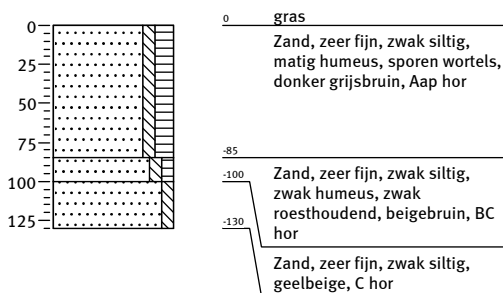 0
25
50
75
100
125
0 gras
Zand, zeer fijn, zwak siltig,
matig humeus, sporen wortels,
donker grijsbruin, Aap hor
-85
Zand, zeer fijn, zwak siltig,
-100
zwak humeus, zwak
roesthoudend, beigebruin, BC
-130
hor
Zand, zeer fijn, zwak siltig,
geelbeige, C hor